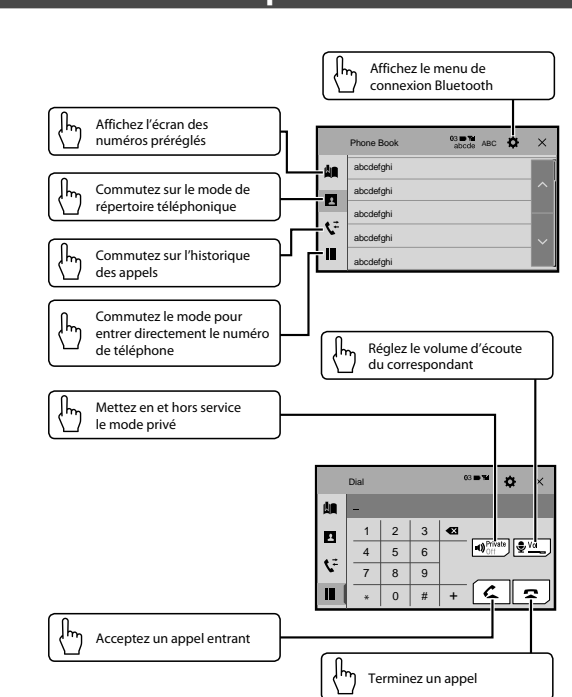 Affichez le menu de
connexion Bluetooth
Affichez l'écran des
numéros préréglés
Commutez sur le mode de
répertoire téléphonique
Commutez sur l'historique
des appels
Commutez le mode pour
entrer directement le numéro
de téléphone
Phone Book
03
abcde ABC
abcdefghi
abcdefghi
abcdefghi
abcdefghi
abcdefghi
Réglez le volume d'écoute
du correspondant
Mettez en et hors service
le mode privé
Dial 03
_
1 2 3
Private
Off
Vol
4 5 6
7 8 9
* 0 # +
Acceptez un appel entrant
Terminez un appel